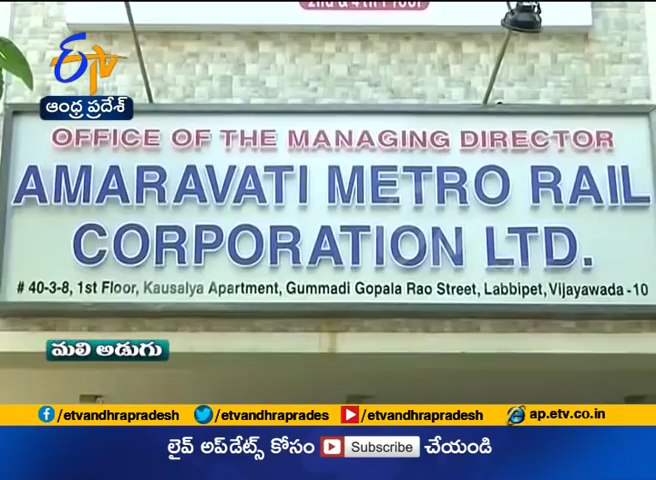 2nd & 4th Floor
etv
ఆంధ్ర ప్రదేశ్
OFFICE OF THE MANAGING DIRECTOR
AMARAVATI METRO RAIL
CORPORATION LTD.
# 40-3-8, 1st Floor, Kausalya Apartment, Gummadi Gopala Rao Street, Labbipet, Vijayawada - 10
మలి అడుగు
/etvandhrapradesh /etvandhraprades /etvandhrapradesh ap.etv.co.in
లైవ్ అప్‌డేట్స్ కోసం Subscribe చేయండి